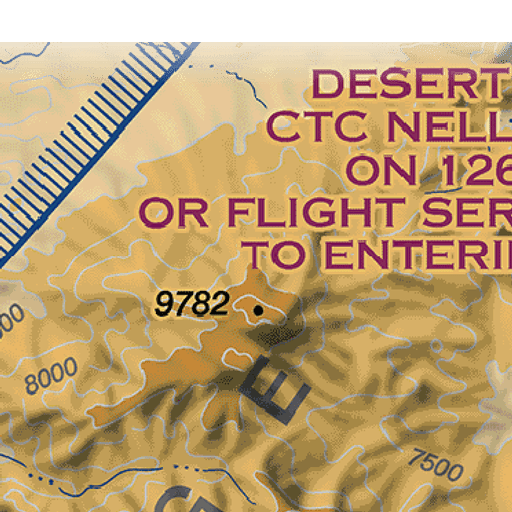 DESERT
CTC NELL
ON 126
OR FLIGHT SER
TO ENTERI
9782
8000
E
7500